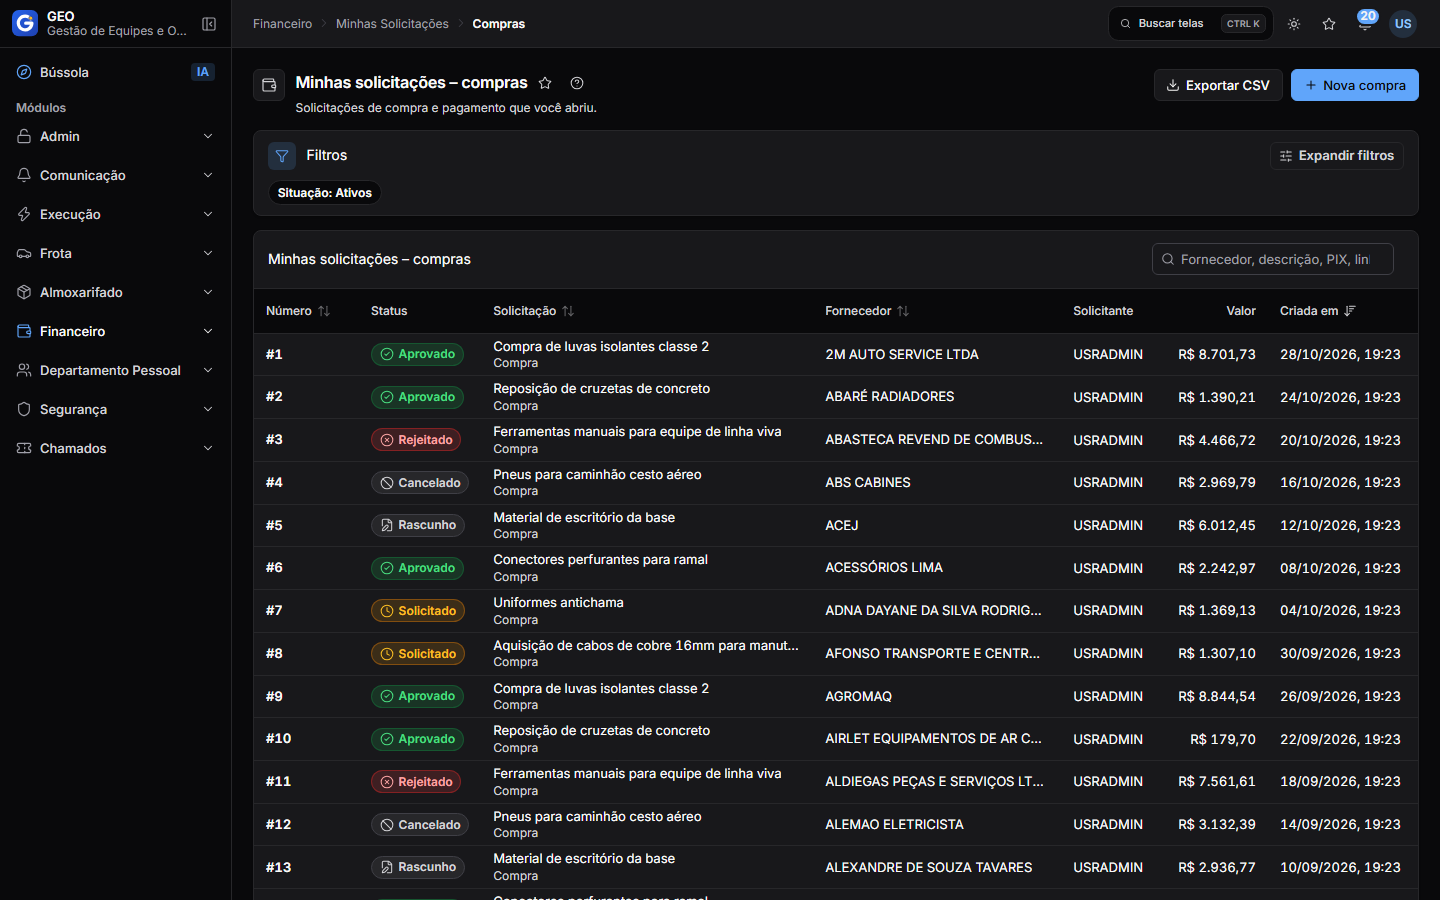 GEO
Gestão de Equipes e O...
Financeiro
Minhas Solicitações
Compras
Buscar telas
CTRL K
20
US
Bússola
IA
Módulos
Admin
Comunicação
Execução
Frota
Almoxarifado
Financeiro
Departamento Pessoal
Segurança
Chamados
Minhas solicitações – compras
Solicitações de compra e pagamento que você abriu.
Exportar CSV
Nova compra
Filtros
Expandir filtros
Situação: Ativos
Minhas solicitações – compras
Fornecedor, descrição, PIX, lin
Número Status Solicitação Fornecedor Solicitante Valor Criada em
#1 Aprovado Compra de luvas isolantes classe 2 2M AUTO SERVICE LTDA USRADMIN R$ 8.701,73 28/10/2026, 19:23
Compra
#2 Aprovado Reposição de cruzetas de concreto ABARÉ RADIADORES USRADMIN R$ 1.390,21 24/10/2026, 19:23
Compra
#3 Rejeitado Ferramentas manuais para equipe de linha viva ABASTECA REVEND DE COMBUS... USRADMIN R$ 4.466,72 20/10/2026, 19:23
Compra
#4 Cancelado Pneus para caminhão cesto aéreo ABS CABINES USRADMIN R$ 2.969,79 16/10/2026, 19:23
Compra
#5 Rascunho Material de escritório da base ACEJ USRADMIN R$ 6.012,45 12/10/2026, 19:23
Compra
#6 Aprovado Conectores perfurantes para ramal ACESSÓRIOS LIMA USRADMIN R$ 2.242,97 08/10/2026, 19:23
Compra
#7 Solicitado Uniformes antichama ADNA DAYANE DA SILVA RODRIG... USRADMIN R$ 1.369,13 04/10/2026, 19:23
Compra
#8 Solicitado Aquisição de cabos de cobre 16mm para manut... AFONSO TRANSPORTE E CENTR... USRADMIN R$ 1.307,10 30/09/2026, 19:23
Compra
#9 Aprovado Compra de luvas isolantes classe 2 AGROMAQ USRADMIN R$ 8.844,54 26/09/2026, 19:23
Compra
#10 Aprovado Reposição de cruzetas de concreto AIRLET EQUIPAMENTOS DE AR C... USRADMIN R$ 179,70 22/09/2026, 19:23
Compra
#11 Rejeitado Ferramentas manuais para equipe de linha viva ALDIEGAS PEÇAS E SERVIÇOS LT... USRADMIN R$ 7.561,61 18/09/2026, 19:23
Compra
#12 Cancelado Pneus para caminhão cesto aéreo ALEMAO ELETRICISTA USRADMIN R$ 3.132,39 14/09/2026, 19:23
Compra
#13 Rascunho Material de escritório da base ALEXANDRE DE SOUZA TAVARES USRADMIN R$ 2.936,77 10/09/2026, 19:23
Compra